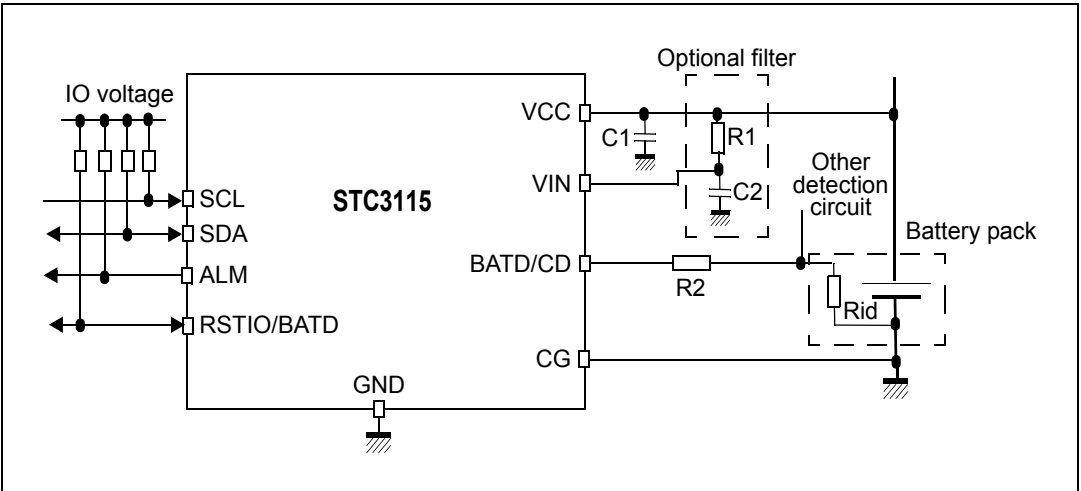 Optional filter
IO voltage
VCC
C1
R1
Other
detection
circuit
VIN
C2
SCL
STC3115
SDA
Battery pack
BATD/CD
ALM
R2
Rid
RSTIO/BATD
CG
GND